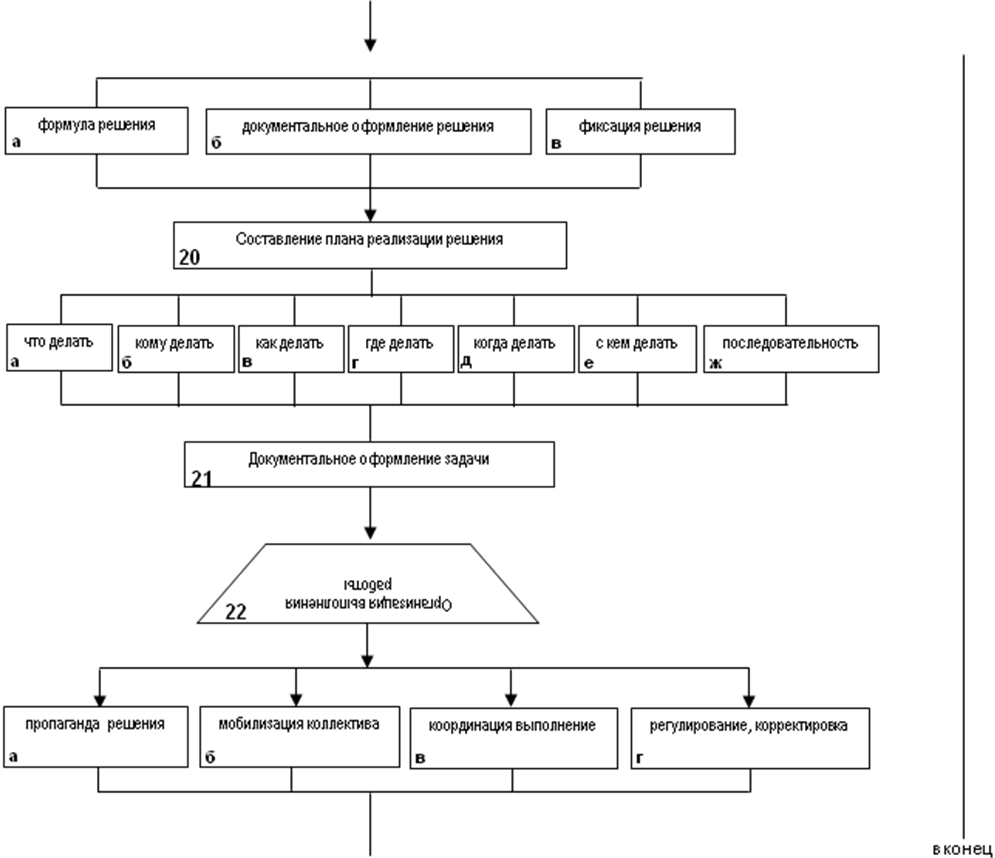 формула решения
а
документальное оформление решения
б
фиксация решения
в
Составление плана реализации решения
20
что делать
а
кому делать
б
как делать
в
где делать
г
когда делать
д
с кем делать
е
последовательность
ж
Документальное оформление задачи
21
Организация выполнения
работы
22
пропаганда решения
а
мобилизация коллектива
б
координация выполнение
в
регулирование, корректировка
г
в конец